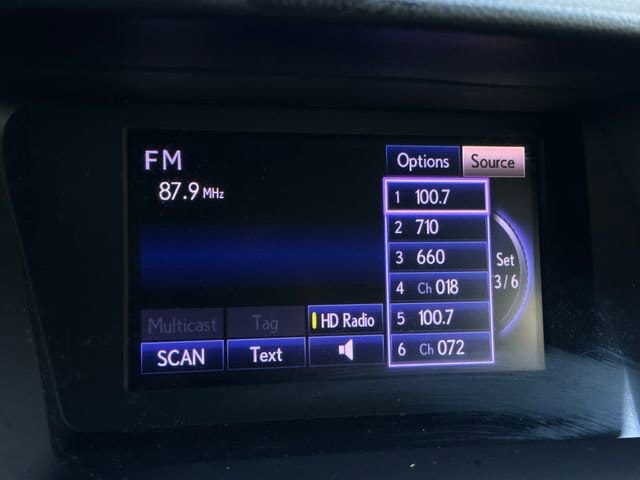 FM
87.9 MHz
Options
Source
1 100.7
2 710
3 660
4 Ch 018
5 100.7
6 Ch 072
Set
3/6
Multicast
Tag
HD Radio
SCAN
Text